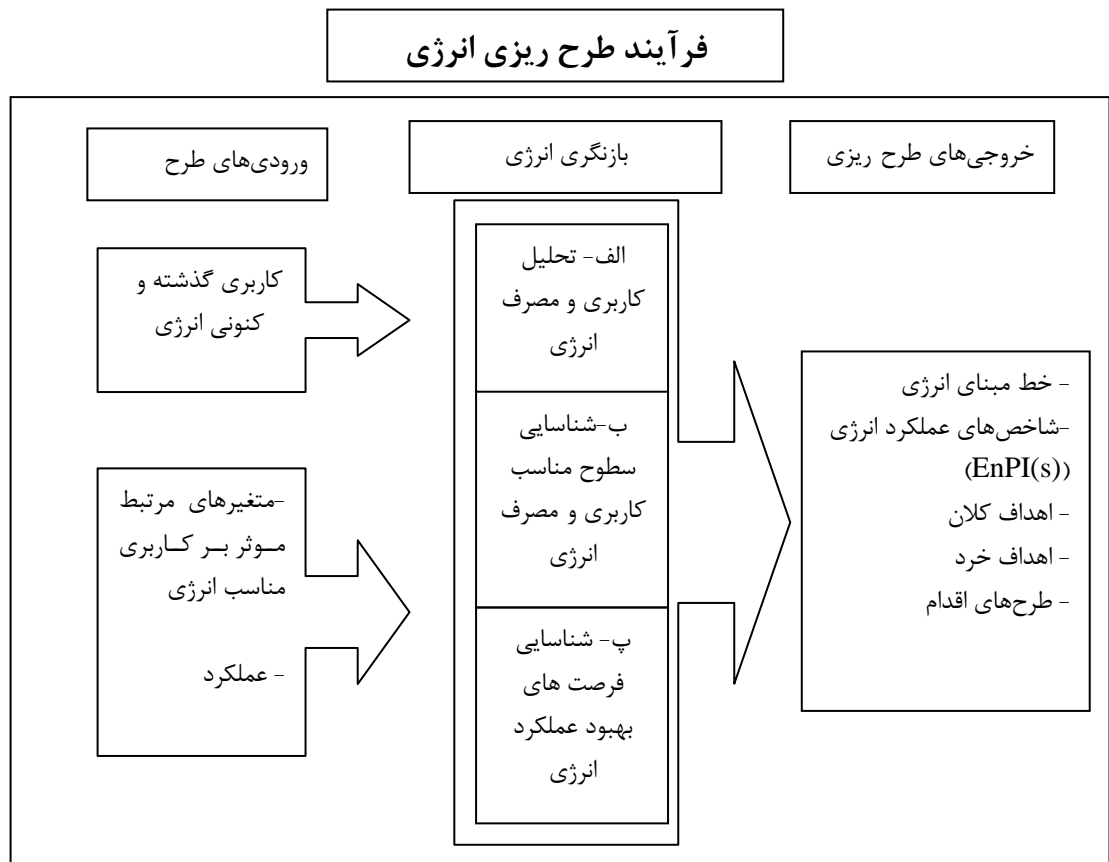 فرآیند طرح ریزی انرژی
ورودی‌های طرح
بازنگری انرژی
خروجی‌های طرح ریزی
کاربری گذشته و
کنونی انرژی
-متغیرهای مرتبط
موثر بر کاربری
مناسب انرژی
- عملکرد
الف- تحلیل
کاربری و مصرف
انرژی
ب-شناسایی
سطوح مناسب
کاربری و مصرف
انرژی
پ- شناسایی
فرصت های
بهبود عملکرد
انرژی
- خط مبنای انرژی
-شاخص‌های عملکرد انرژی
(EnPI(s))
- اهداف کلان
- اهداف خرد
- طرح‌های اقدام